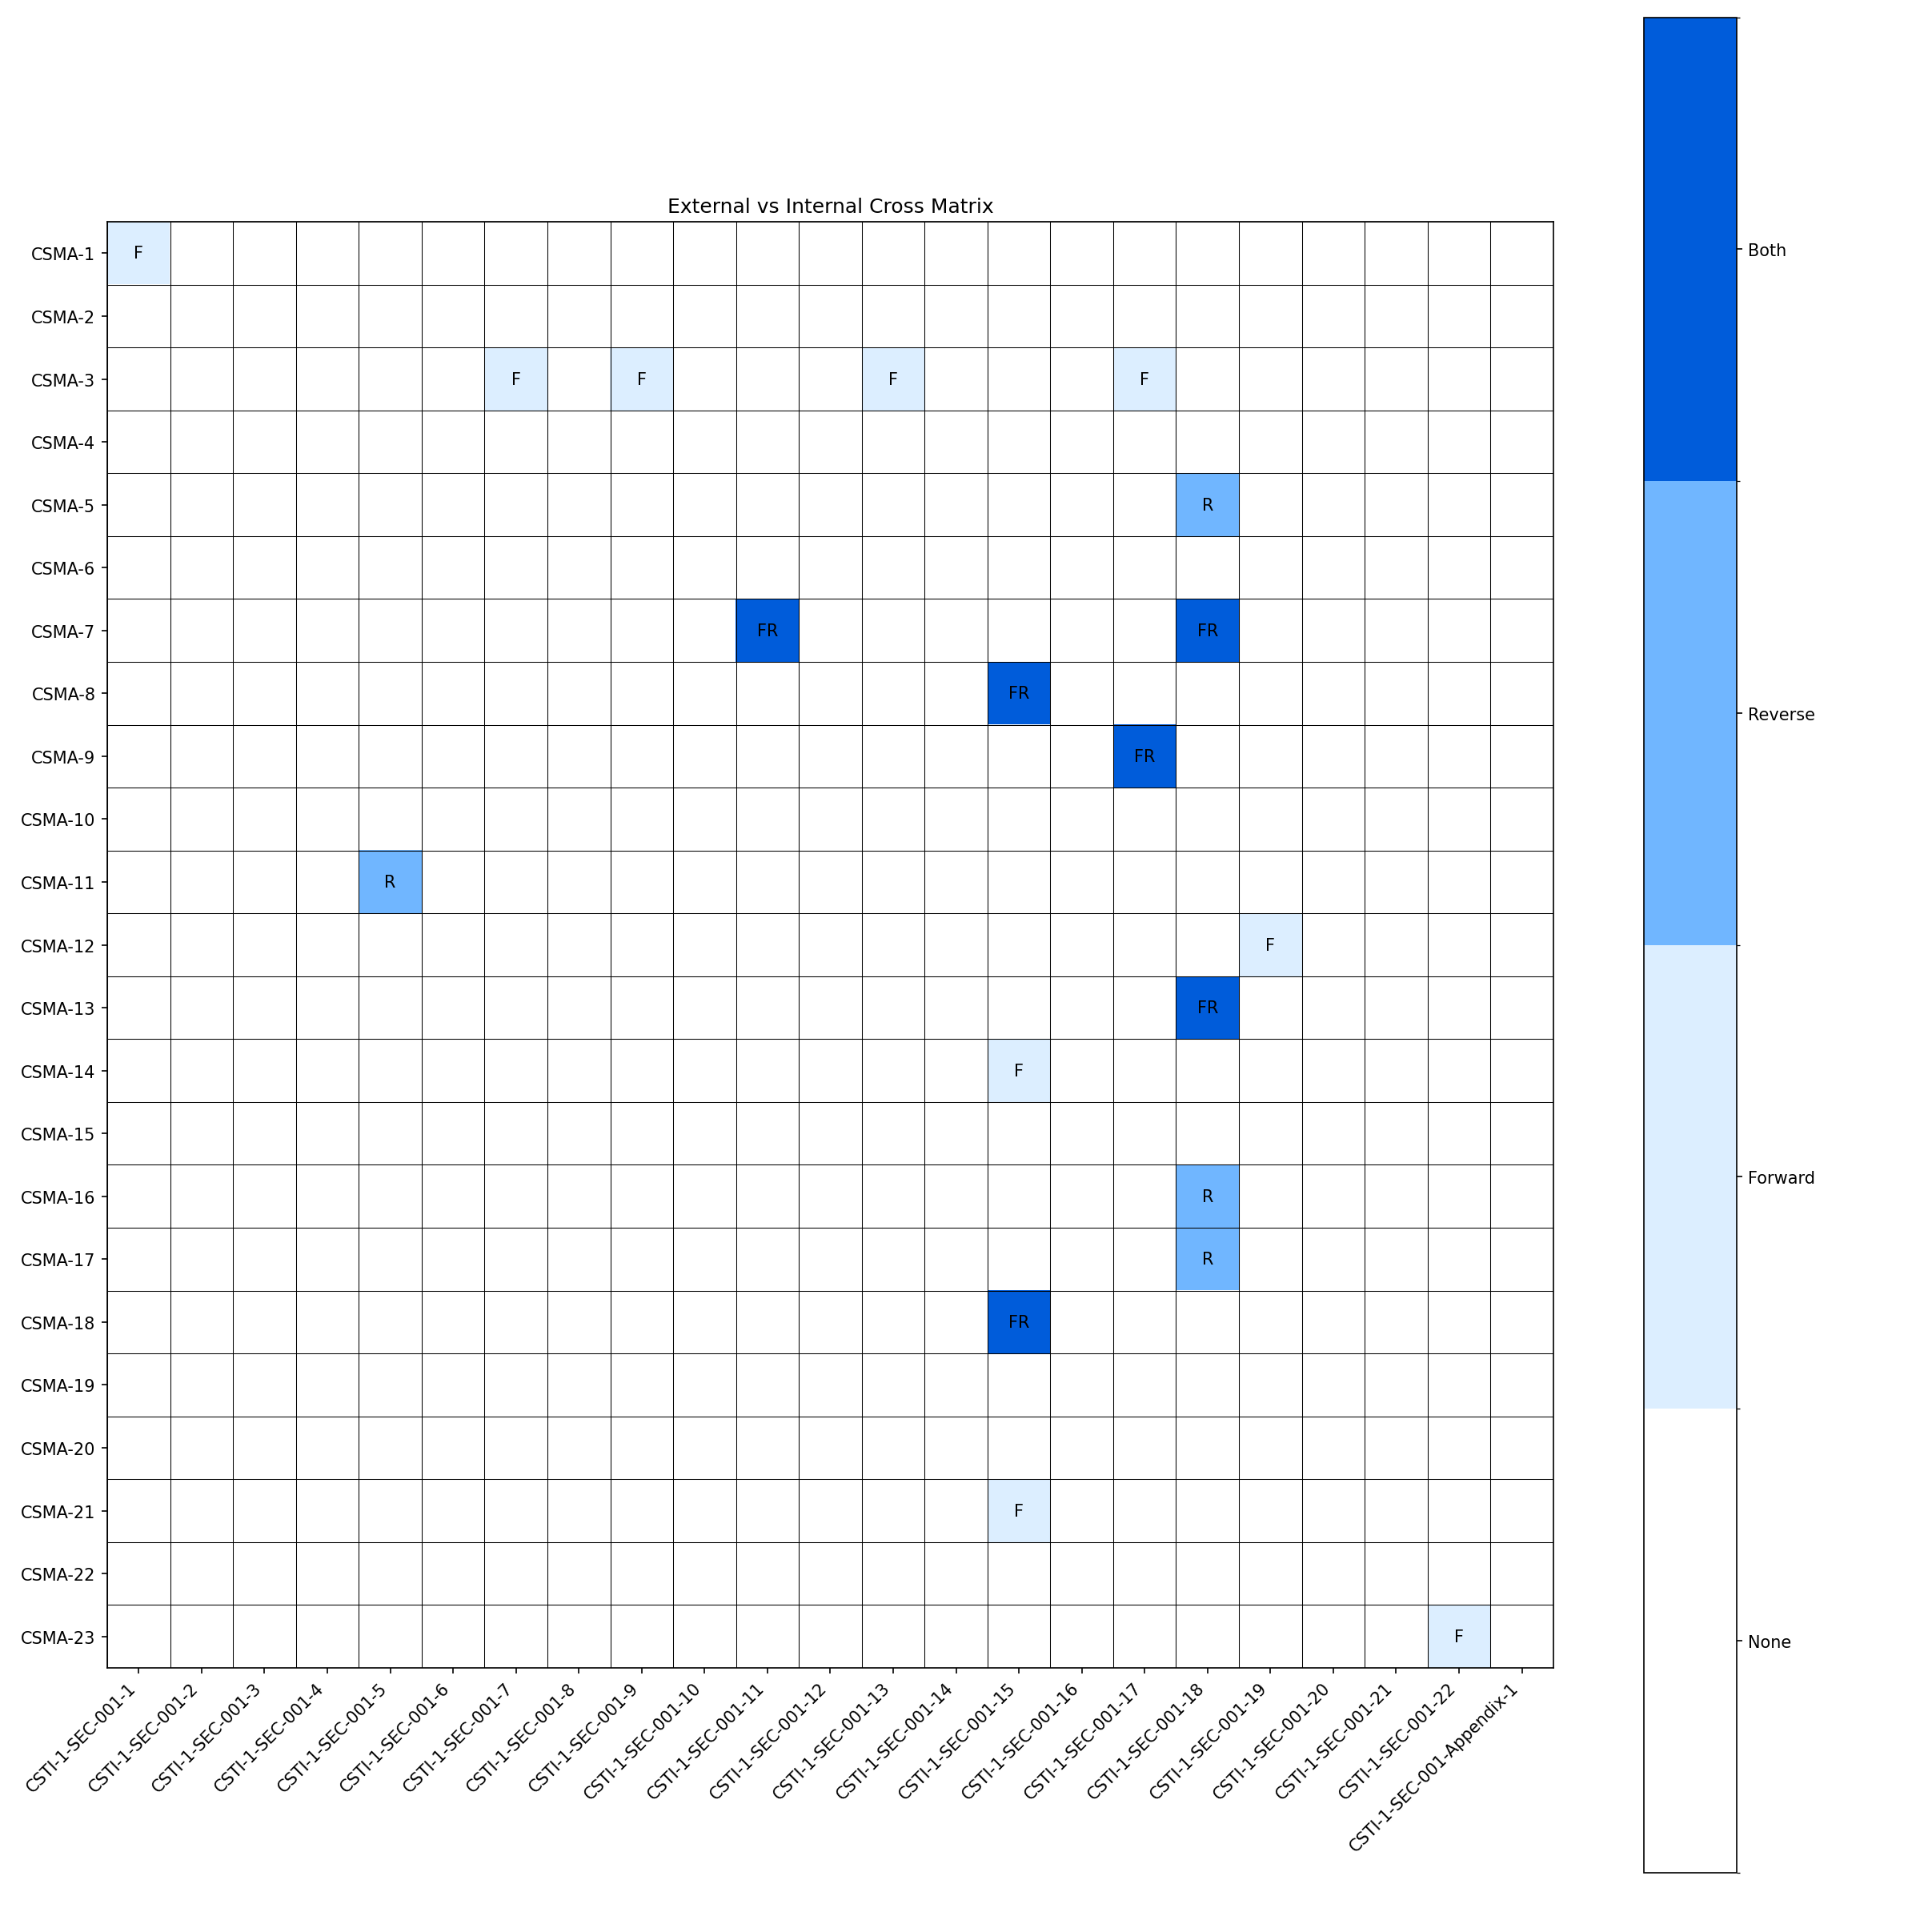 External vs Internal Cross Matrix
Both
Reverse
Forward
None
CSMA-1 F
CSMA-2
CSMA-3 F F F F
CSMA-4
CSMA-5 R
CSMA-6
CSMA-7 FR FR
CSMA-8 FR
CSMA-9 FR
CSMA-10
CSMA-11 R
CSMA-12 F
CSMA-13 FR
CSMA-14 F
CSMA-15
CSMA-16 R
CSMA-17 R
CSMA-18 FR
CSMA-19
CSMA-20
CSMA-21 F
CSMA-22
CSMA-23 F
CSTI-1-SEC-001-1
CSTI-1-SEC-001-2
CSTI-1-SEC-001-3
CSTI-1-SEC-001-4
CSTI-1-SEC-001-5
CSTI-1-SEC-001-6
CSTI-1-SEC-001-7
CSTI-1-SEC-001-8
CSTI-1-SEC-001-9
CSTI-1-SEC-001-10
CSTI-1-SEC-001-11
CSTI-1-SEC-001-12
CSTI-1-SEC-001-13
CSTI-1-SEC-001-14
CSTI-1-SEC-001-15
CSTI-1-SEC-001-16
CSTI-1-SEC-001-17
CSTI-1-SEC-001-18
CSTI-1-SEC-001-19
CSTI-1-SEC-001-20
CSTI-1-SEC-001-21
CSTI-1-SEC-001-22
CSTI-1-SEC-001-Appendix-1